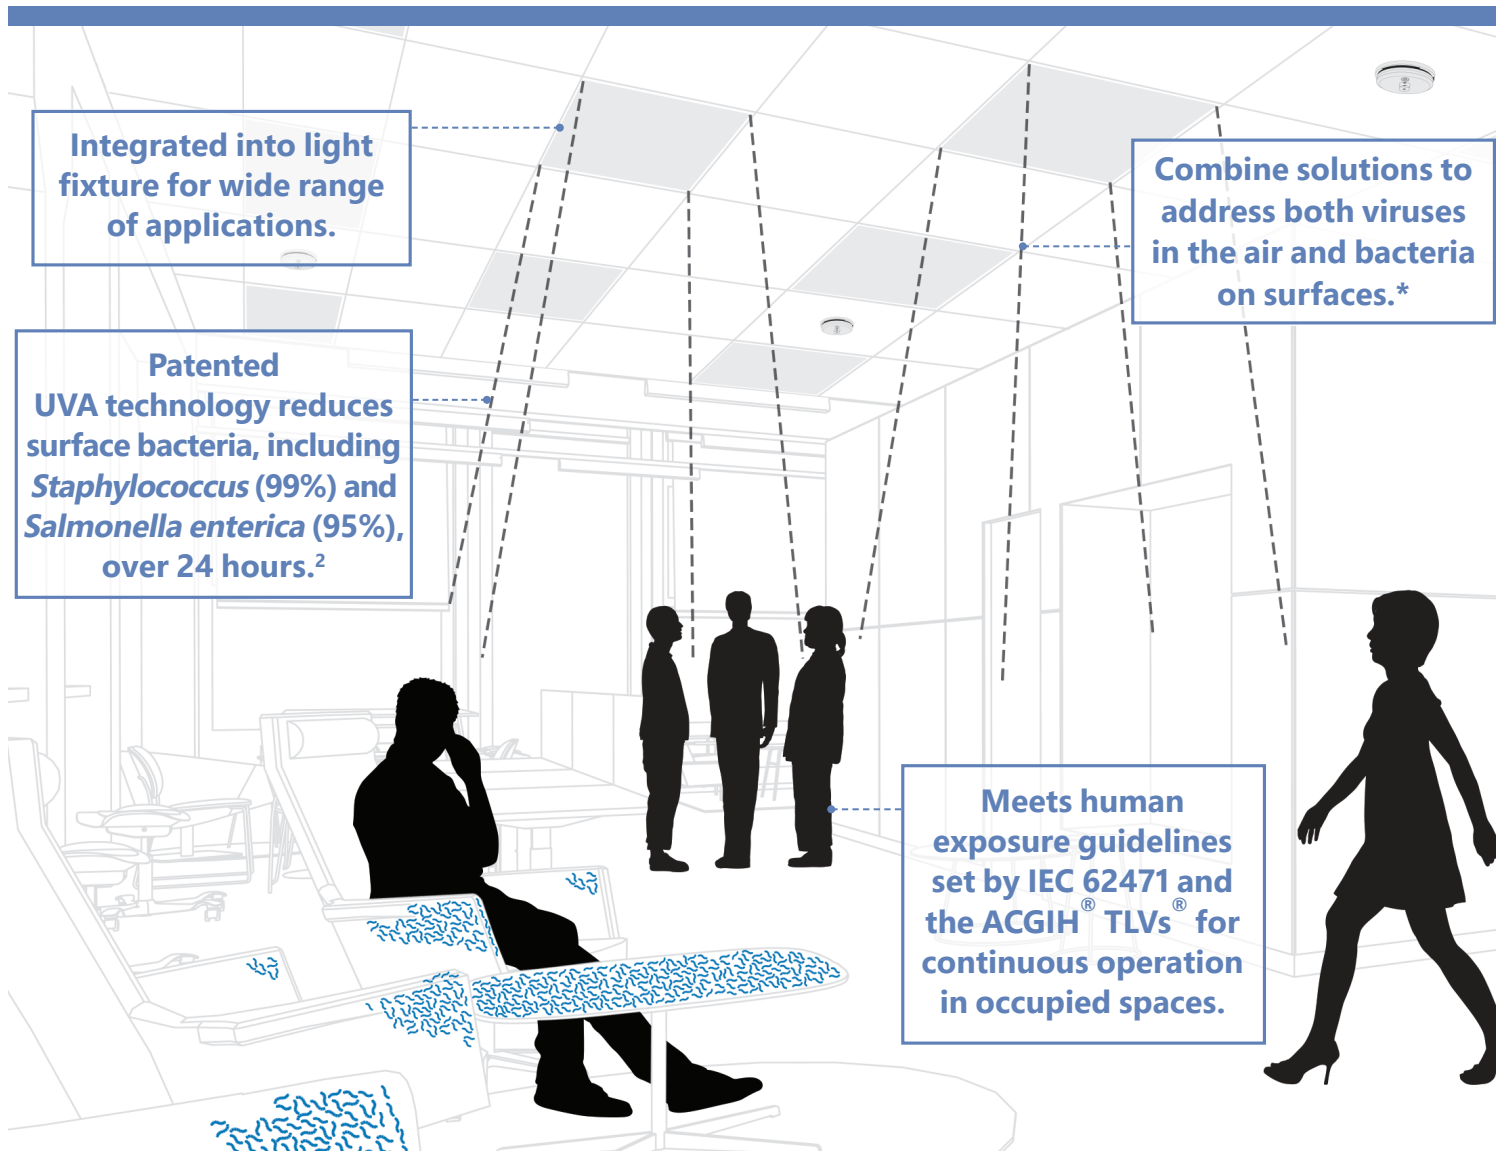 Integrated into light
fixture for wide range
of applications.
Combine solutions to
address both viruses
in the air and bacteria
on surfaces.*
Patented
UVA technology reduces
surface bacteria, including
Staphylococcus (99%) and
Salmonella enterica (95%),
over 24 hours.²
Meets human
exposure guidelines
set by IEC 62471 and
the ACGIH® TLVs® for
continuous operation
in occupied spaces.